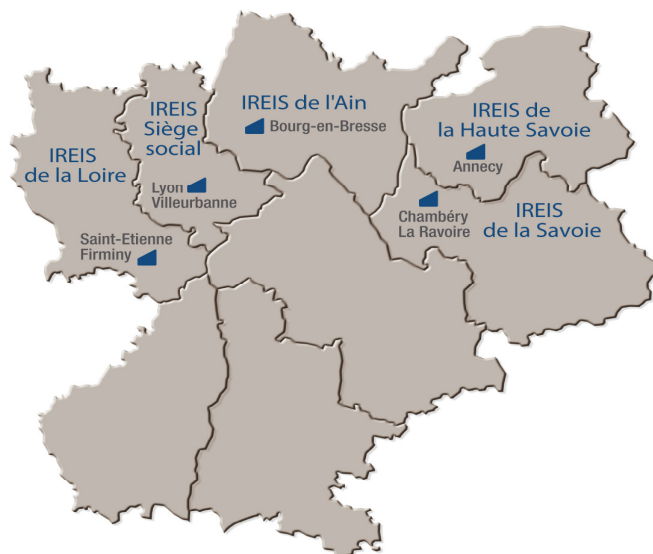 IREIS
de la Loire
Saint-Etienne
Firminy
IREIS
Siège
social
Lyon
Villeurbanne
IREIS de l'Ain
Bourg-en-Bresse
IREIS de
la Haute Savoie
Annecy
Chambéry
La Ravoire
IREIS
de la Savoie